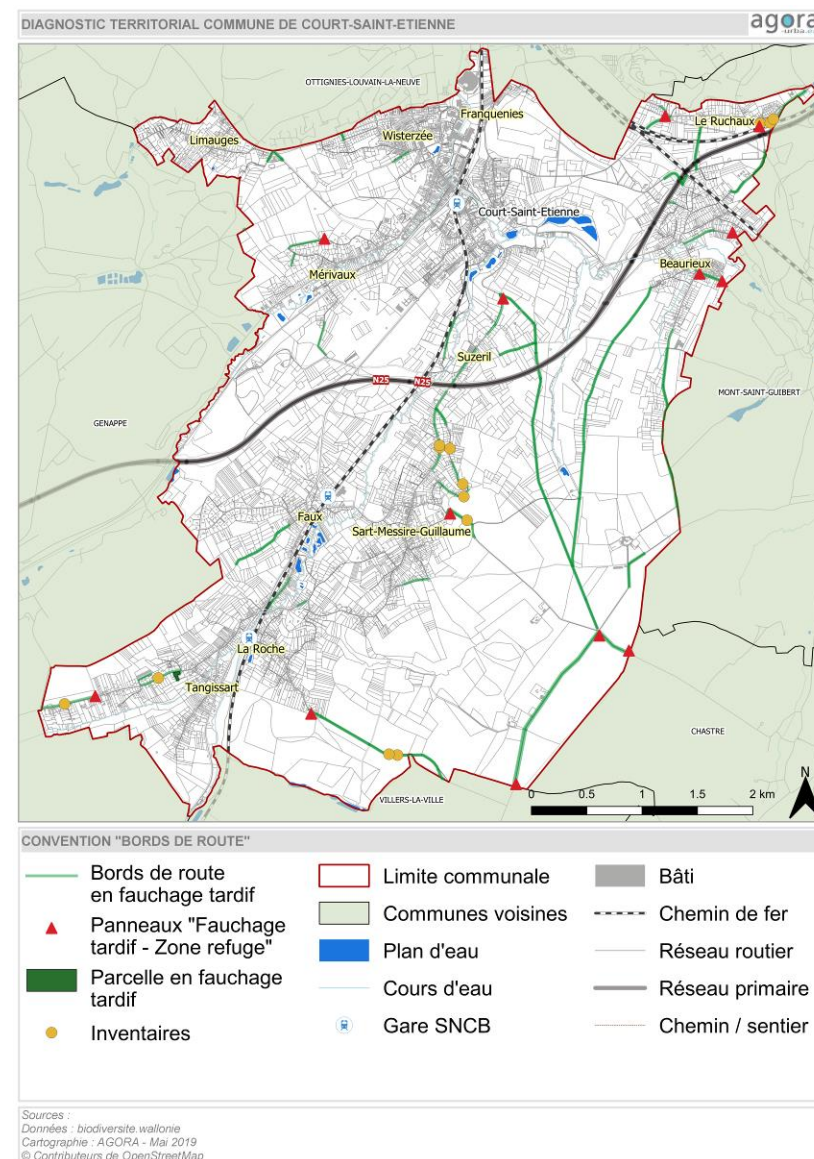 DIAGNOSTIC TERRITORIAL COMMUNE DE COURT-SAINT-ETIENNE
agora
OTTIGNIES-LOUVAIN-LA-NEUVE
Franquenies
Le Ruchaux
Wisterzée
Limauges
Court-Saint-Etienne
Beaurieux
Mérivaux
Suzeril
N25
N25
MONT-SAINT-GUIBERT
GENAPPE
Faux
Sart-Messire-Guillaume
La Roche
Tangissart
CHASTRE
VILLERS-LA-VILLE
N
0 0.5 1 1.5 2 km
CONVENTION "BORDS DE ROUTE"
Bords de route
en fauchage tardif
Panneaux "Fauchage
tardif - Zone refuge"
Parcelle en fauchage
tardif
Inventaires
Limite communale
Communes voisines
Plan d'eau
Cours d'eau
Gare SNCB
Bâti
Chemin de fer
Réseau routier
Réseau primaire
Chemin / sentier
Sources :
Données : biodiversite.wallonie
Cartographie : AGORA - Mai 2019
© Contributeurs de OpenStreetMap